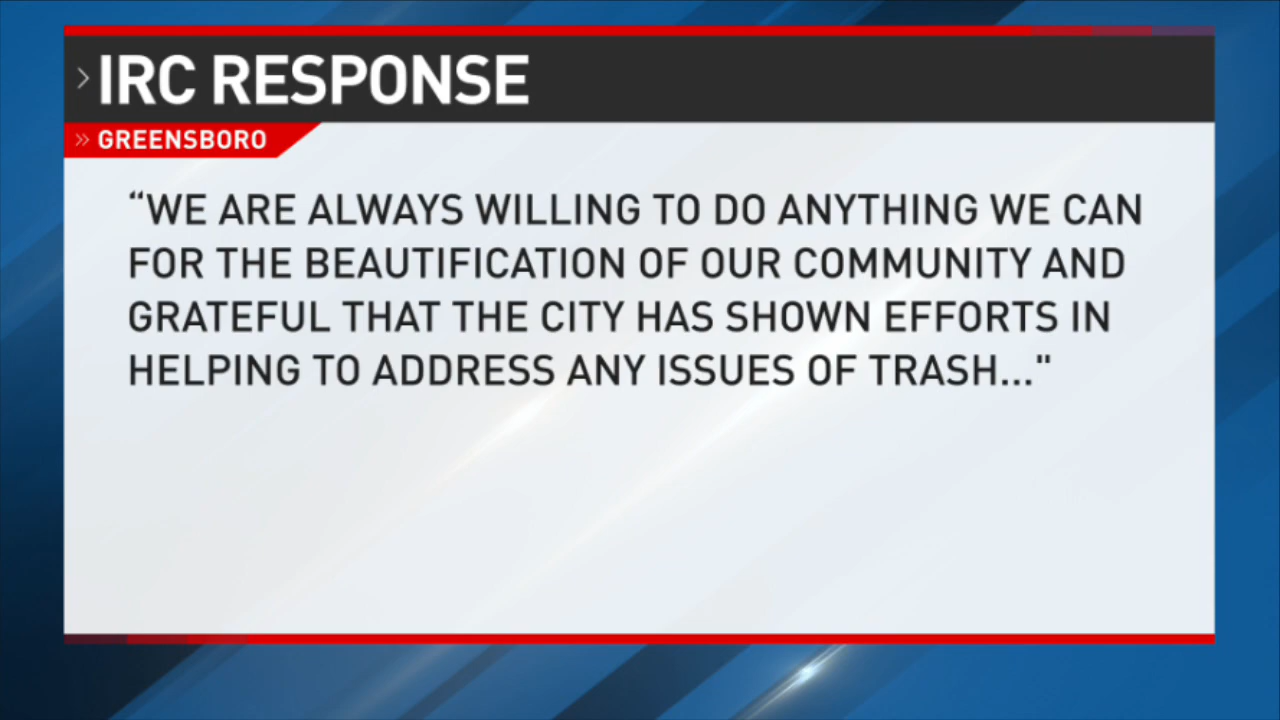 IRC RESPONSE
GREENSBORO
“WE ARE ALWAYS WILLING TO DO ANYTHING WE CAN
FOR THE BEAUTIFICATION OF OUR COMMUNITY AND
GRATEFUL THAT THE CITY HAS SHOWN EFFORTS IN
HELPING TO ADDRESS ANY ISSUES OF TRASH..."